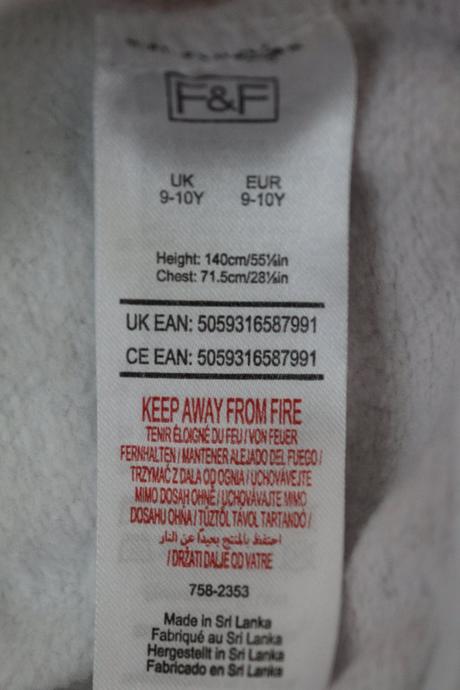 F&F
UK EUR
9-10Y 9-10Y
Height: 140cm/55⅛in
Chest: 71.5cm/28⅛in
UK EAN: 5059316587991
CE EAN: 5059316587991
KEEP AWAY FROM FIRE
TENIR ÉLOIGNÉ DU FEU / VON FEUER
FERNHALTEN / MANTENER ALEJADO DEL FUEGO /
TRZYMAĆ Z DALA OD OGNIA / UCHOVÁVEJTE
MIMO DOSAH OHNĚ / UCHOVÁVAJTE MIMO
DOSAHU OHŇA / TŰZTŐL TÁVOL TARTANDÓ /
احتفظ بالمنتج بعيداً عن النار
/ DRŽATI DALJE OD VATRE
758-2353
Made in Sri Lanka
Fabriqué au Sri Lanka
Hergestellt in Sri Lanka
Fabricado en Sri Lanka